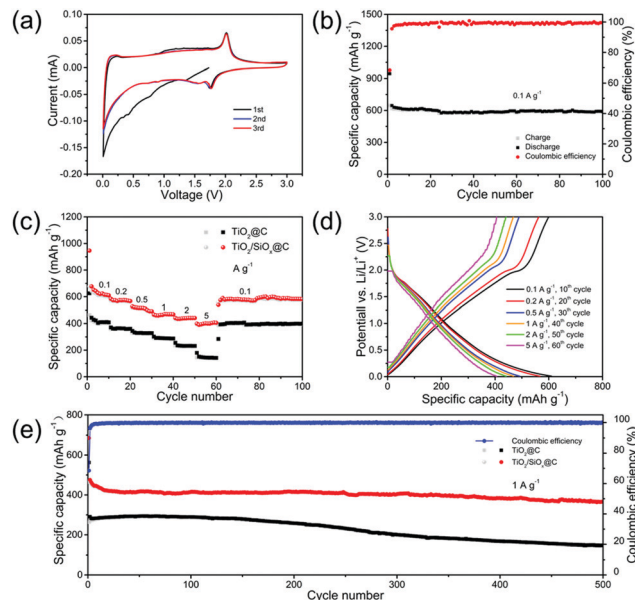 (a)
0.10
0.05
0.00
-0.05
-0.10
-0.15
-0.20
Current (mA)
1st
2nd
3rd
0.0 0.5 1.0 1.5 2.0 2.5 3.0
Voltage (V)
(b)
1500
1200
900
600
300
0
Specific capacity (mAh g⁻¹)
0.1 A g⁻¹
Charge
Discharge
Coulombic efficiency
100
80
60
40
20
0
Coulombic efficiency (%)
0 20 40 60 80 100
Cycle number
(c)
1200
1000
800
600
400
200
0
Specific capacity (mAh g⁻¹)
TiO₂@C
TiO₂/SiOₓ@C
A g⁻¹
0.1 0.2 0.5 1 2 5 0.1
0 20 40 60 80 100
Cycle number
(d)
3.0
2.5
2.0
1.5
1.0
0.5
0.0
Potentiall vs. Li/Li⁺ (V)
0.1 A g⁻¹, 10ᵗʰ cycle
0.2 A g⁻¹, 20ᵗʰ cycle
0.5 A g⁻¹, 30ᵗʰ cycle
1 A g⁻¹, 40ᵗʰ cycle
2 A g⁻¹, 50ᵗʰ cycle
5 A g⁻¹, 60ᵗʰ cycle
0 200 400 600 800
Specific capacity (mAh g⁻¹)
(e)
800
600
400
200
0
Specific capacity (mAh g⁻¹)
Coulombic efficiency
TiO₂@C
TiO₂/SiOₓ@C
1 A g⁻¹
100
80
60
40
20
0
Coulombic efficiency (%)
0 100 200 300 400 500
Cycle number